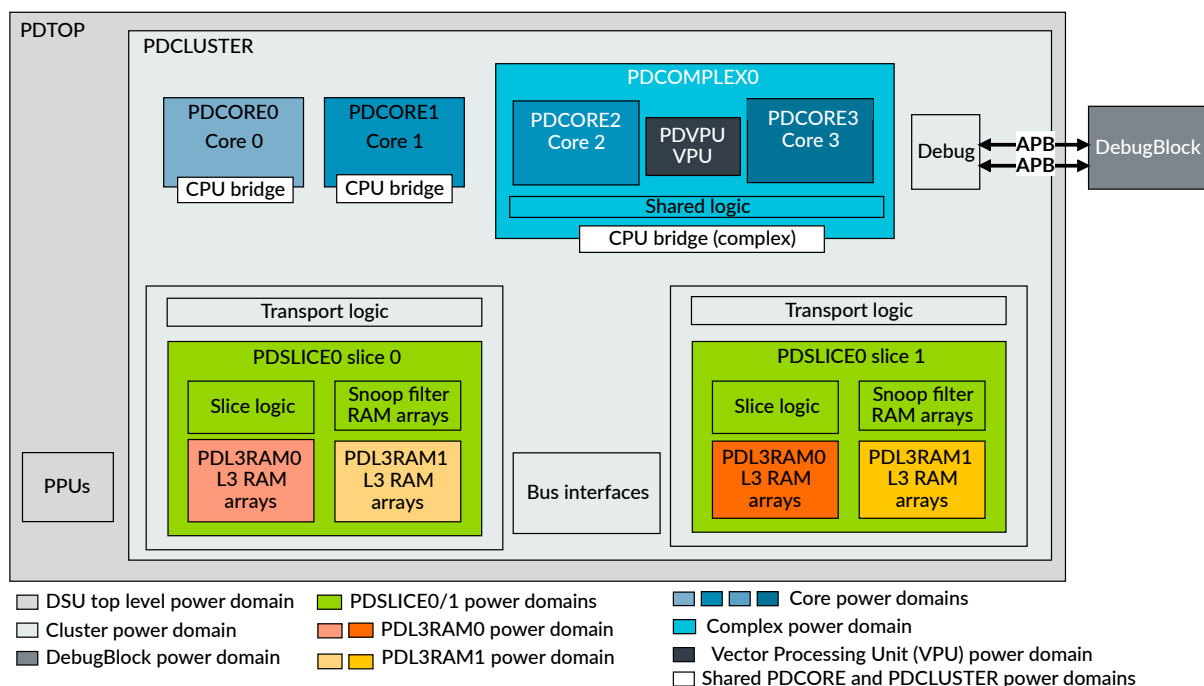 PDTOP
PDCLUSTER
PDCOMPLEX0
PDCORE0
Core 0
CPU bridge
PDCORE1
Core 1
CPU bridge
PDCORE2
Core 2
PDVPU
VPU
PDCORE3
Core 3
Shared logic
CPU bridge (complex)
Debug
APB
APB
DebugBlock
Transport logic
PDSLICE0 slice 0
Slice logic
Snoop filter
RAM arrays
PDL3RAM0
L3 RAM
arrays
PDL3RAM1
L3 RAM
arrays
PPUs
Bus interfaces
Transport logic
PDSLICE0 slice 1
Slice logic
Snoop filter
RAM arrays
PDL3RAM0
L3 RAM
arrays
PDL3RAM1
L3 RAM
arrays
DSU top level power domain
Cluster power domain
DebugBlock power domain
PDSLICE0/1 power domains
PDL3RAM0 power domain
PDL3RAM1 power domain
Core power domains
Complex power domain
Vector Processing Unit (VPU) power domain
Shared PDCORE and PDCLUSTER power domains